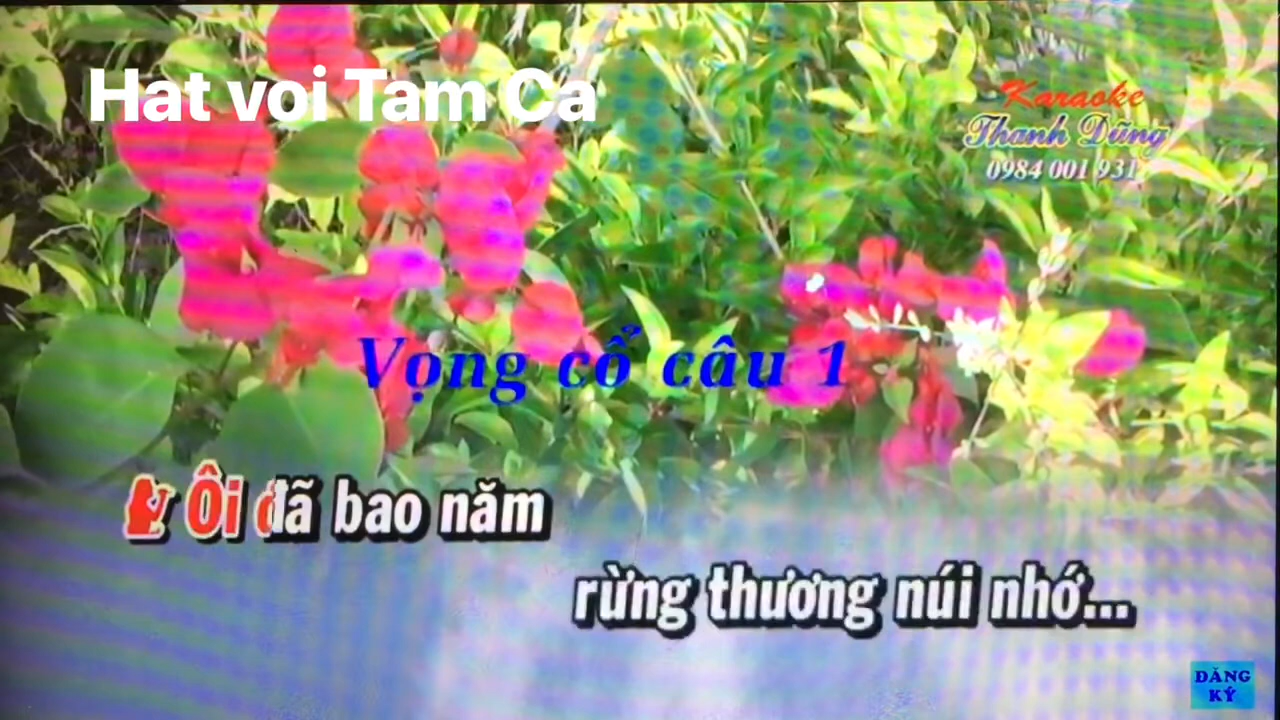 Hat voi Tam Ca
Karaoke
Thanh Dũng
0984 001 931
Vọng cổ câu 1
Ôi đã bao năm
rừng thương núi nhớ...
ĐĂNG
KÝ